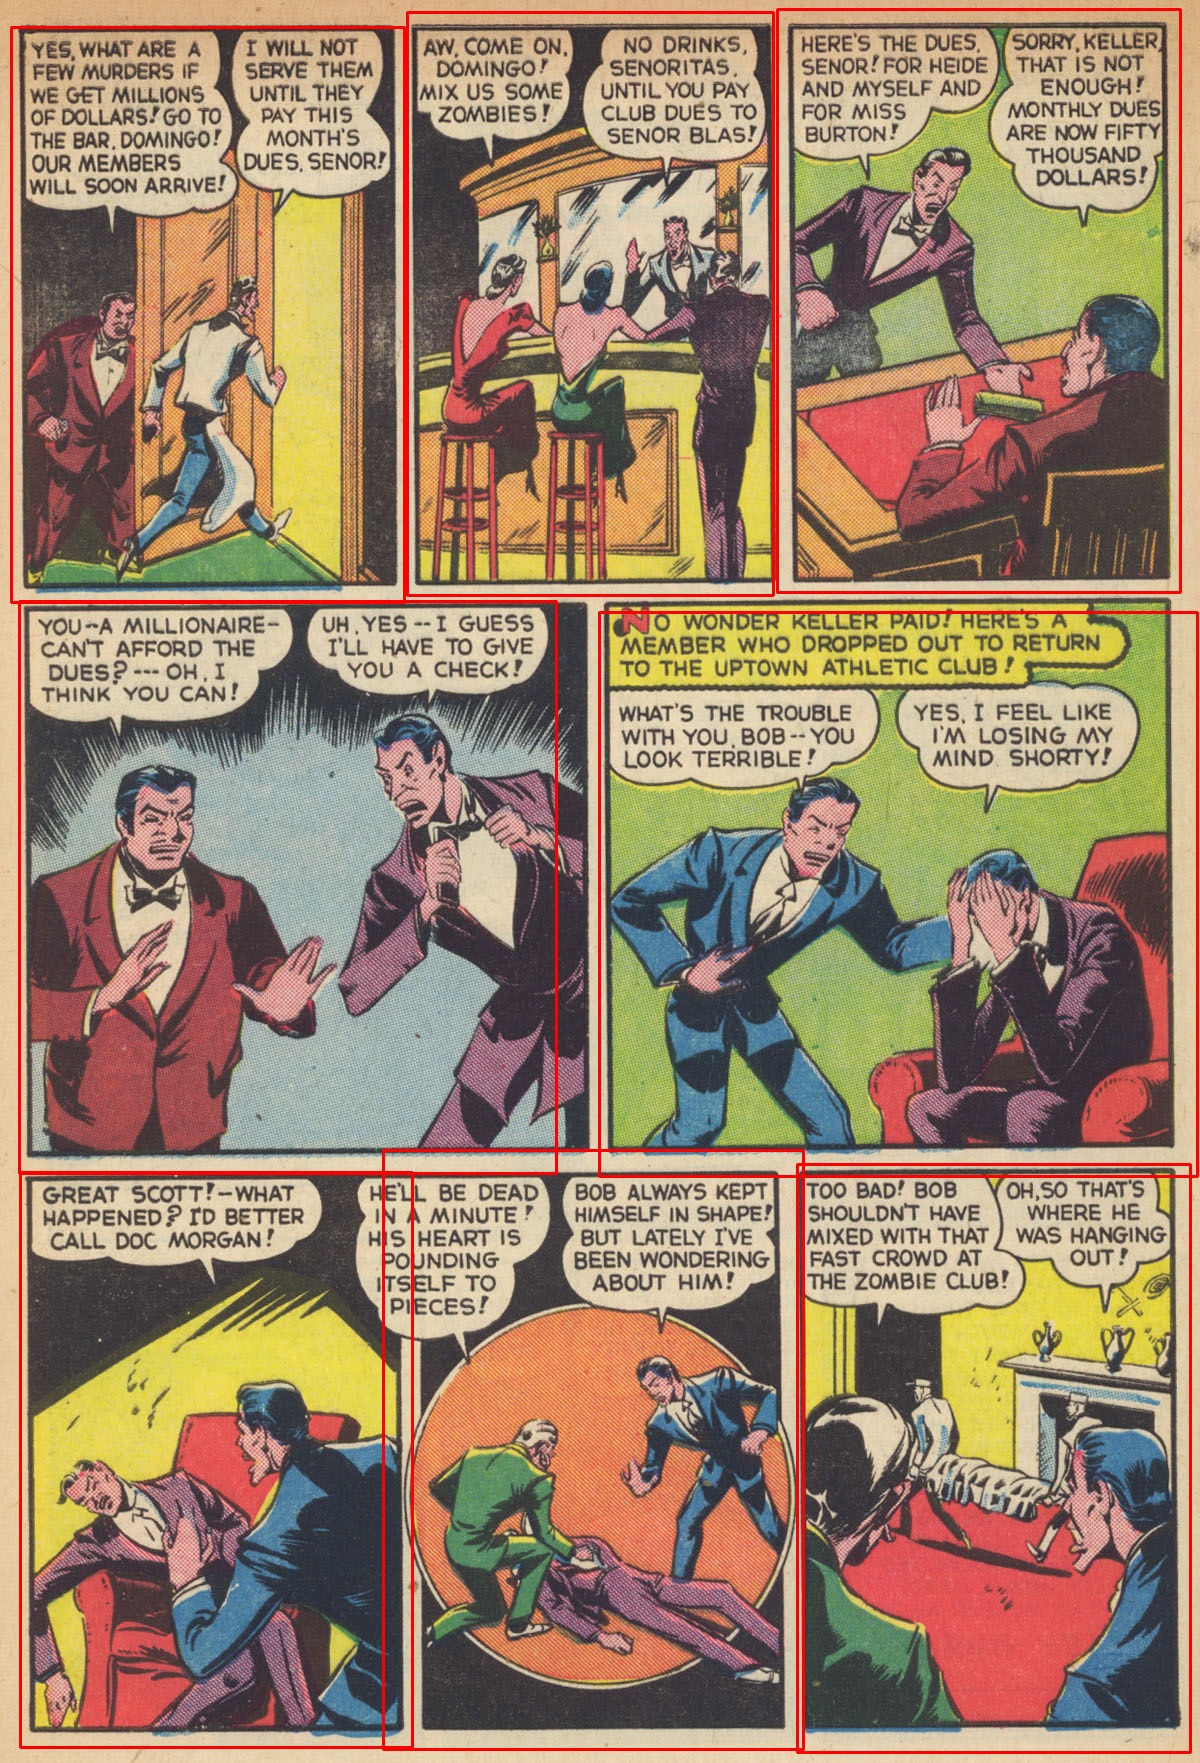 YES, WHAT ARE A
FEW MURDERS IF
WE GET MILLIONS
OF DOLLARS! GO TO
THE BAR, DOMINGO!
OUR MEMBERS
WILL SOON ARRIVE!
I WILL NOT
SERVE THEM
UNTIL THEY
PAY THIS
MONTH'S
DUES, SENOR!
AW, COME ON,
DOMINGO!
MIX US SOME
ZOMBIES!
NO DRINKS,
SENORITAS,
UNTIL YOU PAY
CLUB DUES TO
SENOR BLAS!
HERE'S THE DUES,
SENOR! FOR HEIDE
AND MYSELF AND
FOR MISS
BURTON!
SORRY, KELLER,
THAT IS NOT
ENOUGH!
MONTHLY DUES
ARE NOW FIFTY
THOUSAND
DOLLARS!
YOU--A MILLIONAIRE-
CAN'T AFFORD THE
DUES? --- OH, I
THINK YOU CAN!
UH, YES -- I GUESS
I'LL HAVE TO GIVE
YOU A CHECK!
NO WONDER KELLER PAID! HERE'S A
MEMBER WHO DROPPED OUT TO RETURN
TO THE UPTOWN ATHLETIC CLUB!
WHAT'S THE TROUBLE
WITH YOU, BOB -- YOU
LOOK TERRIBLE!
YES, I FEEL LIKE
I'M LOSING MY
MIND SHORTY!
GREAT SCOTT! - WHAT
HAPPENED? I'D BETTER
CALL DOC MORGAN!
HE'LL BE DEAD
IN A MINUTE!
HIS HEART IS
POUNDING
ITSELF TO
PIECES!
BOB ALWAYS KEPT
HIMSELF IN SHAPE!
BUT LATELY I'VE
BEEN WONDERING
ABOUT HIM!
TOO BAD! BOB
SHOULDN'T HAVE
MIXED WITH THAT
FAST CROWD AT
THE ZOMBIE CLUB!
OH, SO THAT'S
WHERE HE
WAS HANGING
OUT!